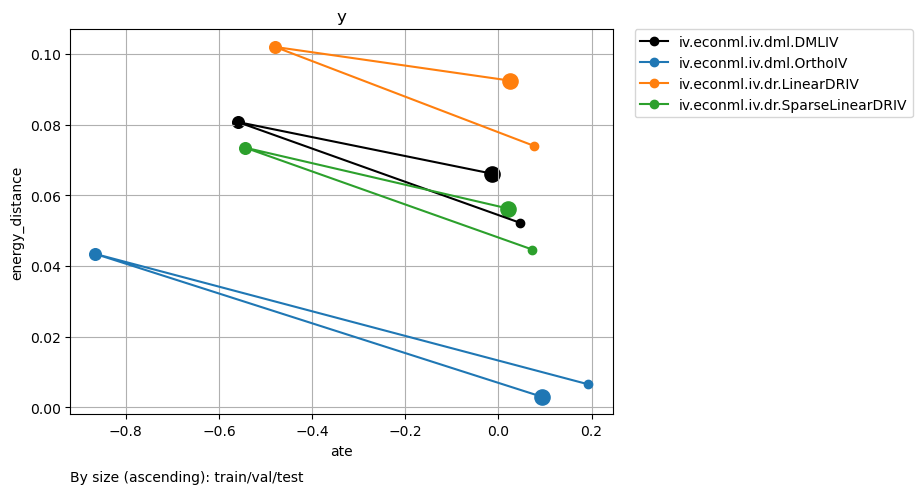 y
iv.econml.iv.dml.DMLIV
iv.econml.iv.dml.OrthoIV
iv.econml.iv.dr.LinearDRIV
iv.econml.iv.dr.SparseLinearDRIV
energy_distance
0.10
0.08
0.06
0.04
0.02
0.00
−0.8 −0.6 −0.4 −0.2 0.0 0.2
ate
By size (ascending): train/val/test